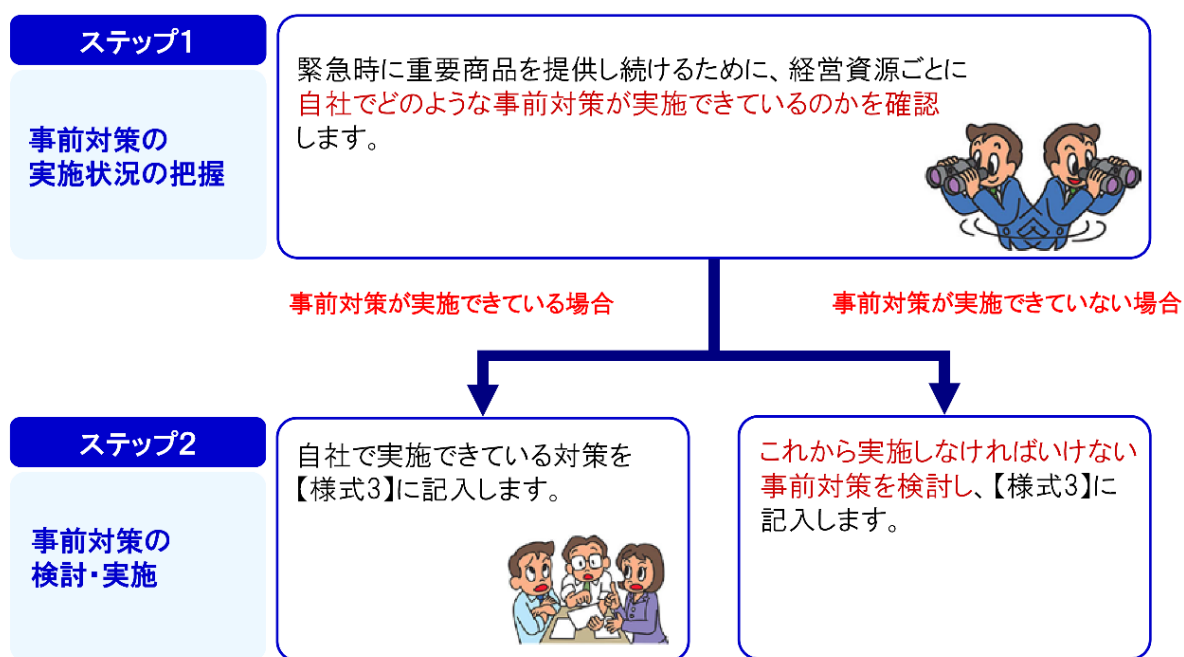 ステップ1
緊急時に重要商品を提供し続けるために、経営資源ごとに
自社でどのような事前対策が実施できているのかを確認
します。
事前対策の
実施状況の把握
事前対策が実施できている場合
事前対策が実施できていない場合
ステップ2
自社で実施できている対策を
【様式3】に記入します。
これから実施しなければいけない
事前対策を検討し、【様式3】に
記入します。
事前対策の
検討・実施